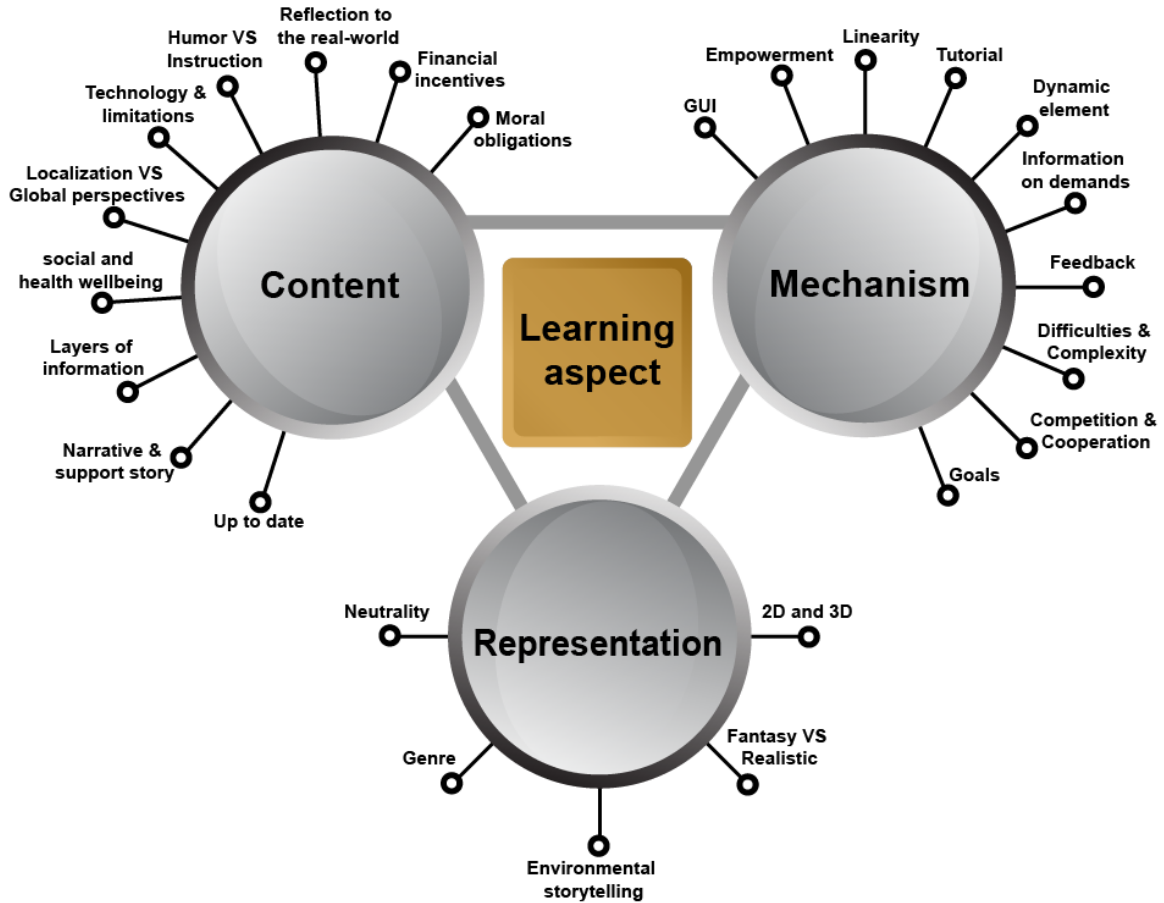 Reflection to
the real-world
Humor VS
Instruction
Financial
incentives
Technology &
limitations
Moral
obligations
Localization VS
Global perspectives
social and
health wellbeing
Layers of
information
Narrative &
support story
Up to date
Content
Learning
aspect
Linearity
Empowerment
Tutorial
GUI
Dynamic
element
Information
on demands
Feedback
Difficulties &
Complexity
Competition &
Cooperation
Goals
Mechanism
Neutrality
2D and 3D
Representation
Genre
Fantasy VS
Realistic
Environmental
storytelling